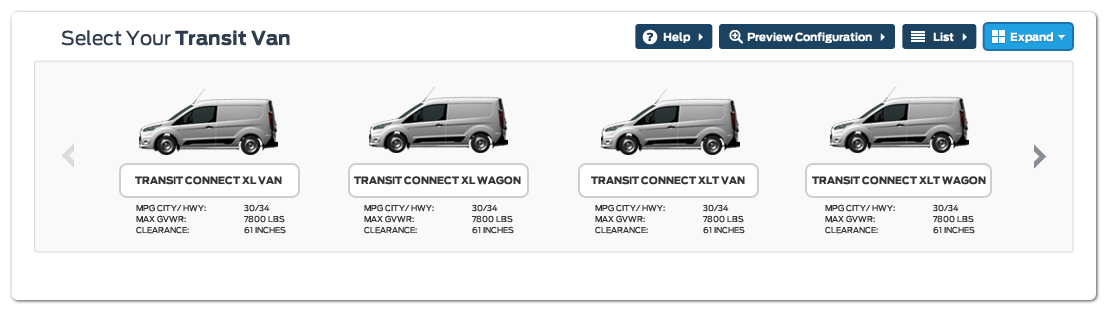 Select Your Transit Van
Help
Preview Configuration
List
Expand
TRANSIT CONNECT XL VAN
MPG CITY/ HWY: 30/34
MAX GVWR: 7800 LBS
CLEARANCE: 61 INCHES
TRANSIT CONNECT XL WAGON
MPG CITY/ HWY: 30/34
MAX GVWR: 7800 LBS
CLEARANCE: 61 INCHES
TRANSIT CONNECT XLT VAN
MPG CITY/ HWY: 30/34
MAX GVWR: 7800 LBS
CLEARANCE: 61 INCHES
TRANSIT CONNECT XLT WAGON
MPG CITY/ HWY: 30/34
MAX GVWR: 7800 LBS
CLEARANCE: 61 INCHES